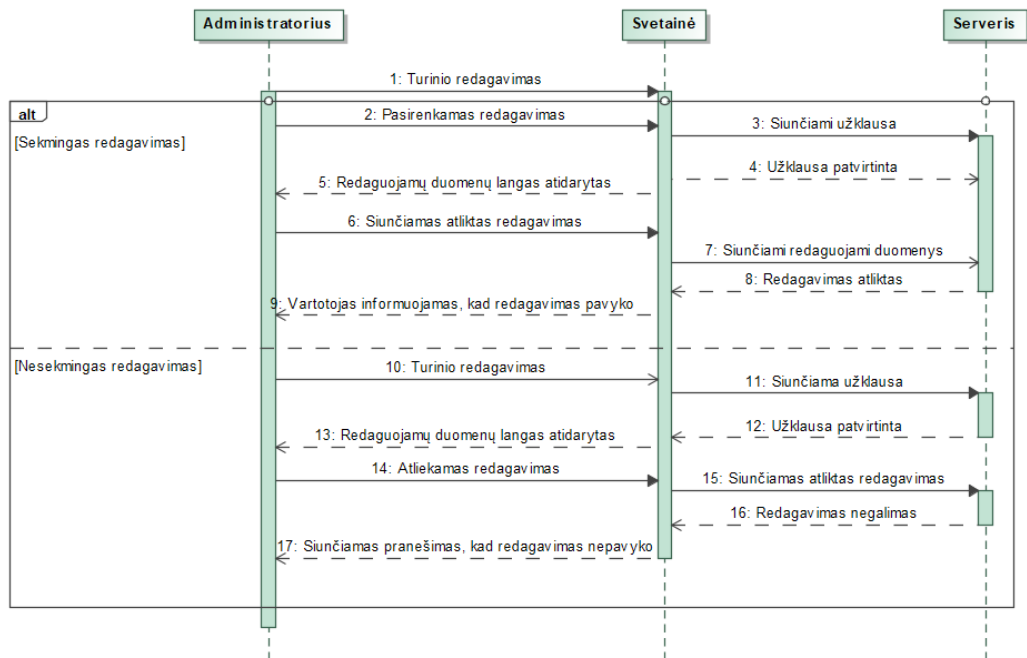 Administratorius
Svetainė
Serveris
1: Turinio redagavimas
alt
2: Pasirenkamas redagavimas
[Sekmingas redagavimas]
3: Siunčiami užklausa
4: Užklausa patvirtinta
5: Redaguojamų duomenų langas atidarytas
6: Siunčiamas atliktas redagavimas
7: Siunčiami redaguojami duomenys
8: Redagavimas atliktas
9: Vartotojas informuojamas, kad redagavimas pavyko
[Nesekmingas redagavimas]
10: Turinio redagavimas
11: Siunčiama užklausa
12: Užklausa patvirtinta
13: Redaguojamų duomenų langas atidarytas
14: Atliekamas redagavimas
15: Siunčiamas atliktas redagavimas
16: Redagavimas negalimas
17: Siunčiamas pranešimas, kad redagavimas nepavyko